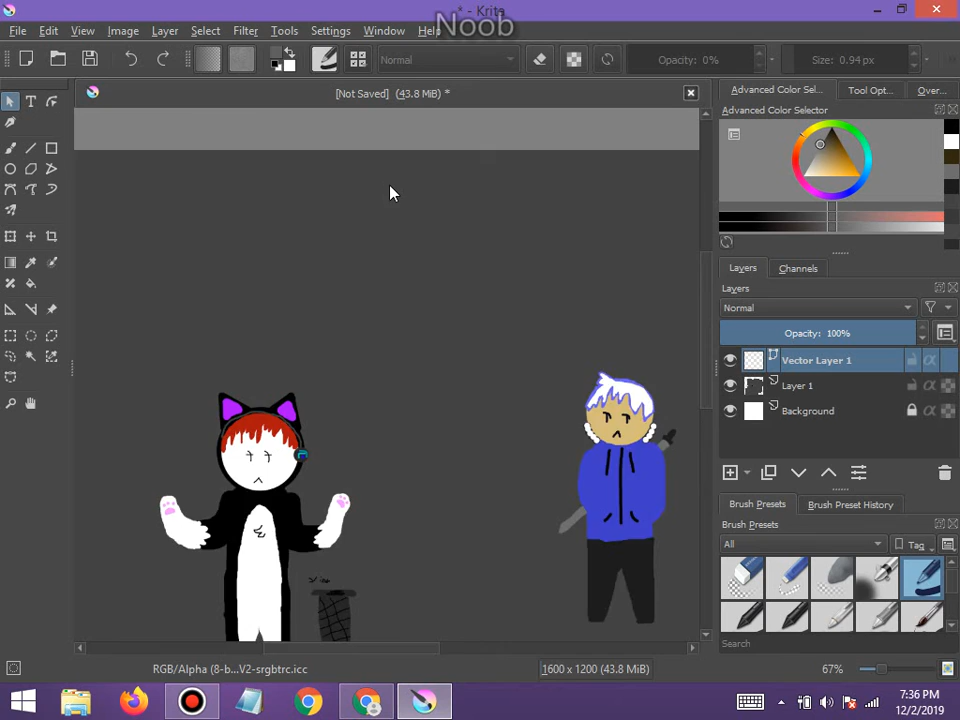 .* - Krita
Noob
File Edit View Image Layer Select Filter Tools Settings Window Help
Normal
Opacity: 0%
Size: 0.94 px
[Not Saved] (43.8 MiB) *
Advanced Color Sel... Tool Opt... Over...
Advanced Color Selector
Layers Channels
Layers
Normal
Opacity: 100%
Vector Layer 1
Layer 1
Background
Brush Presets Brush Preset History
Brush Presets
All
Tag
Search
RGB/Alpha (8-b...V2-srgbtrc.icc
1600 x 1200 (43.8 MiB)
67%
7:36 PM
12/2/2019